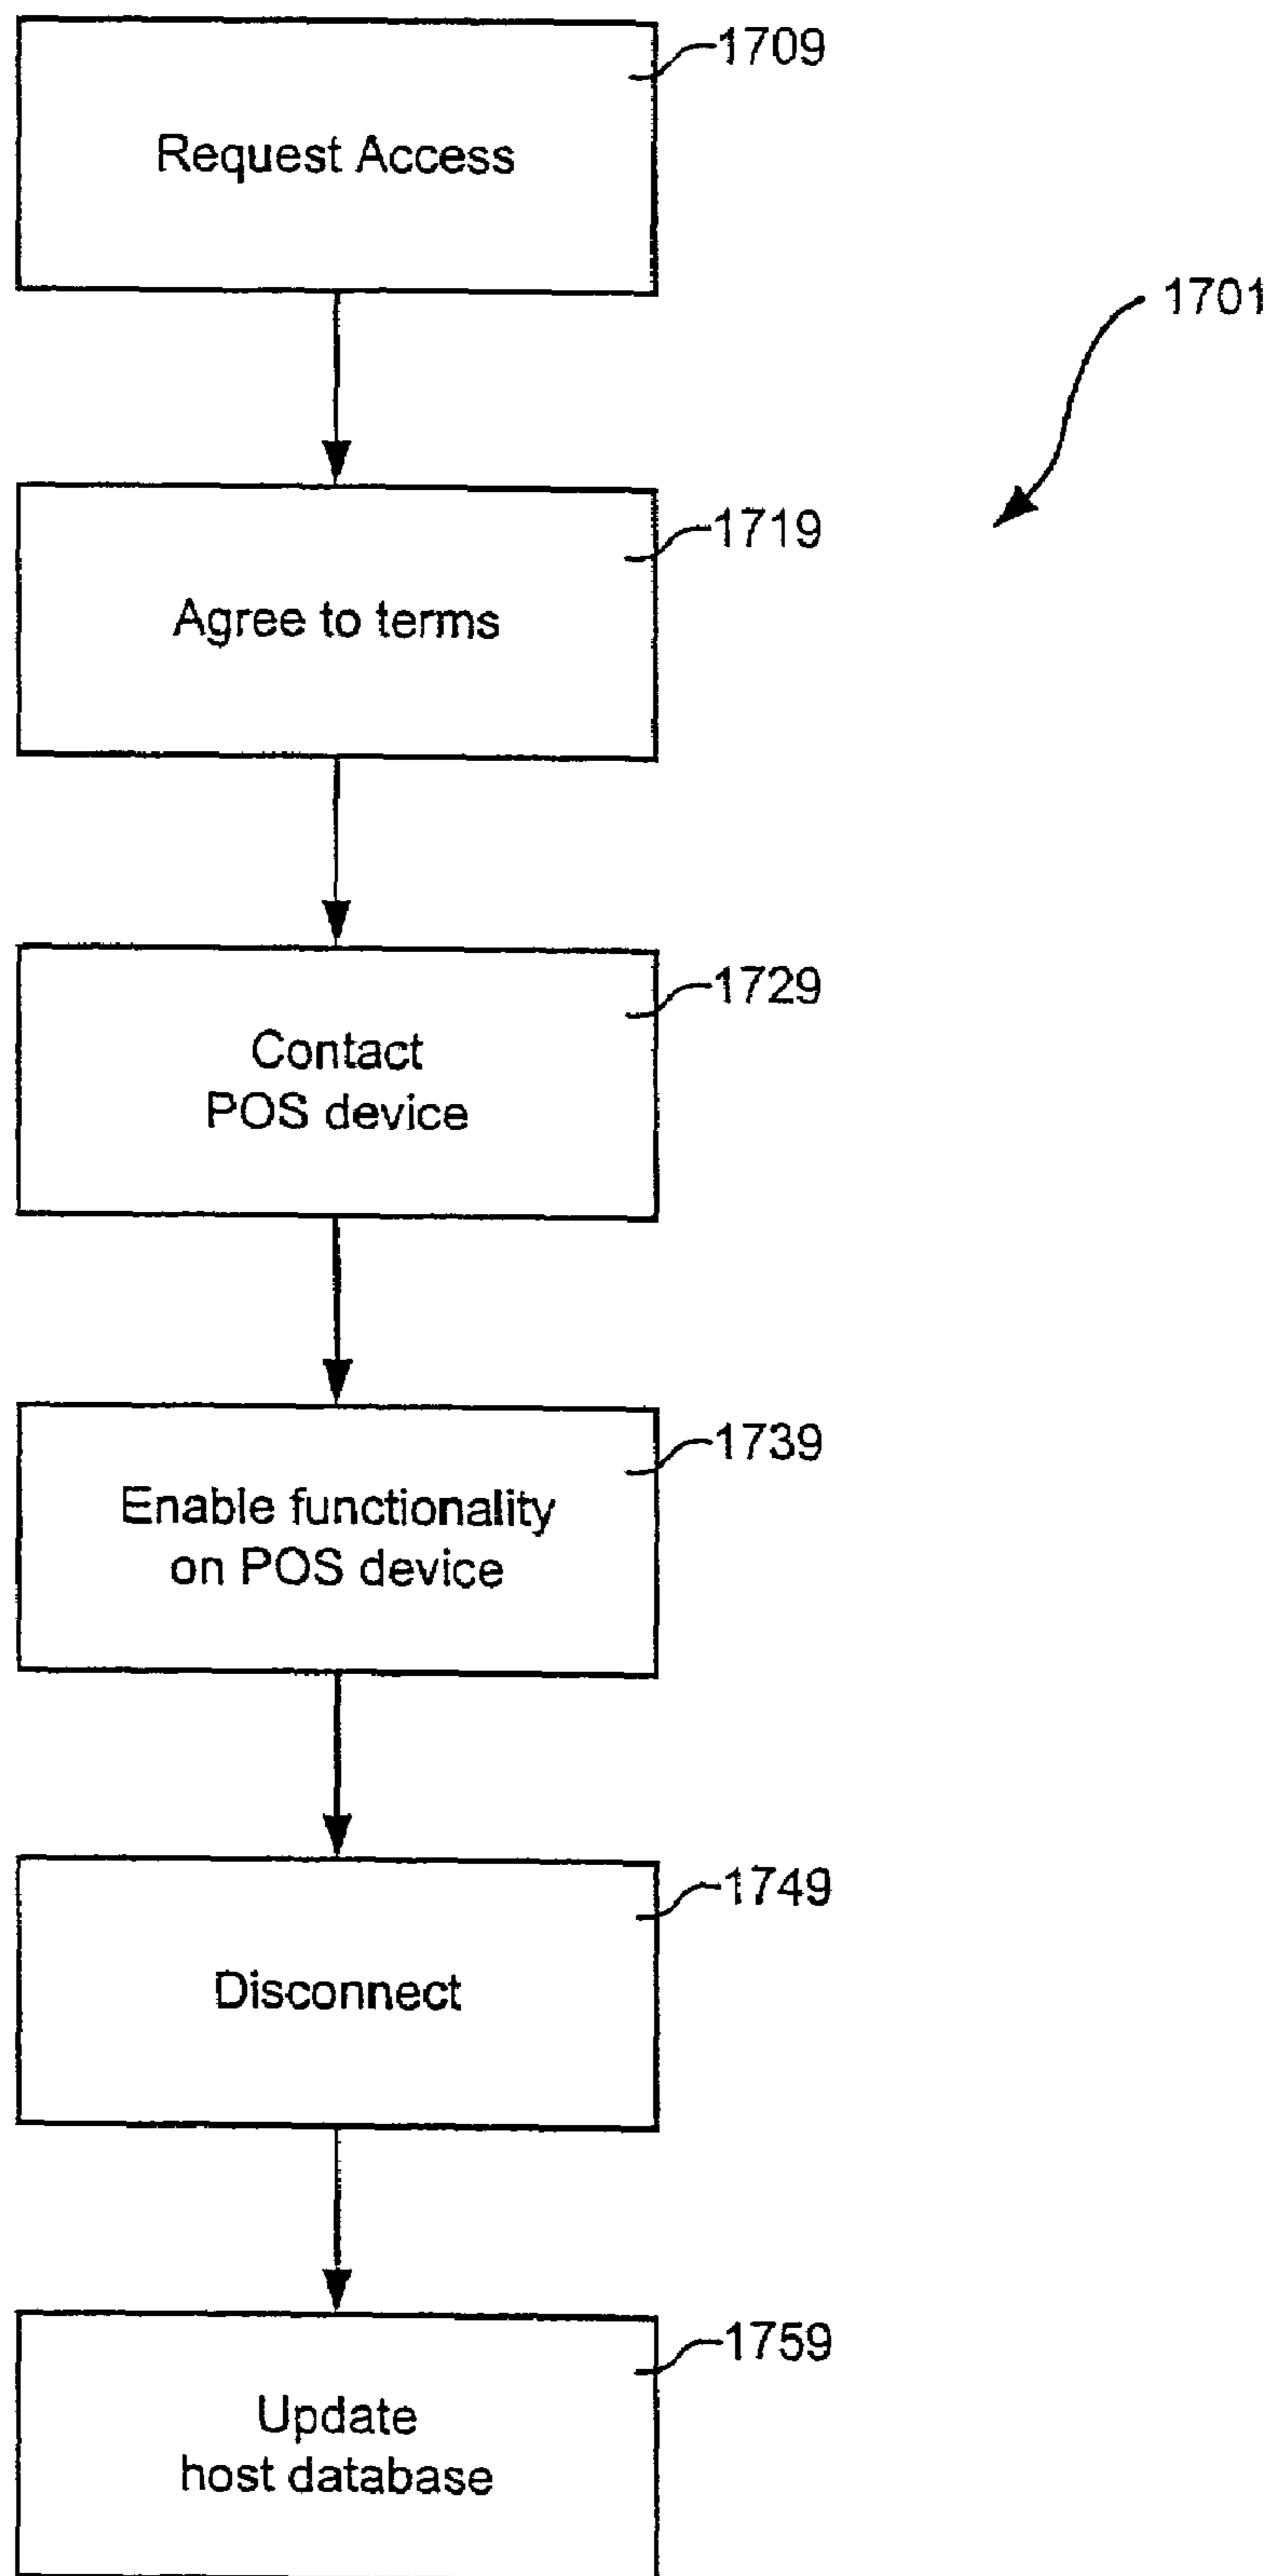 1709
Request Access
1701
1719
Agree to terms
1729
Contact
POS device
1739
Enable functionality
on POS device
1749
Disconnect
1759
Update
host database